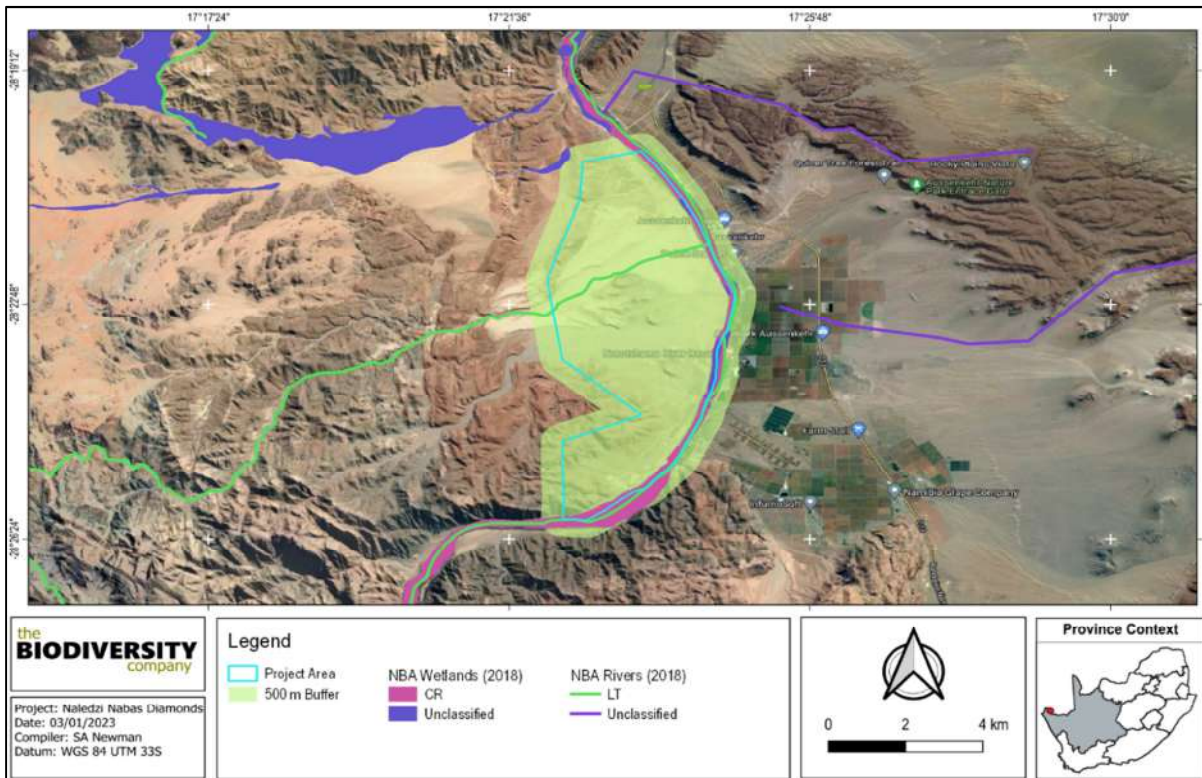 17°17'24" 17°21'36" 17°25'48" 17°30'0"
-28°19'12"
-28°22'48"
-28°26'24"
Farm Stall
Namibia Grape Company
the
BIODIVERSITY
company
Project: Naledzi Nabas Diamonds
Date: 03/01/2023
Compiler: SA Newman
Datum: WGS 84 UTM 33S
Legend
Project Area
500 m Buffer
NBA Wetlands (2018)
CR
Unclassified
NBA Rivers (2018)
LT
Unclassified
0 2 4 km
Province Context